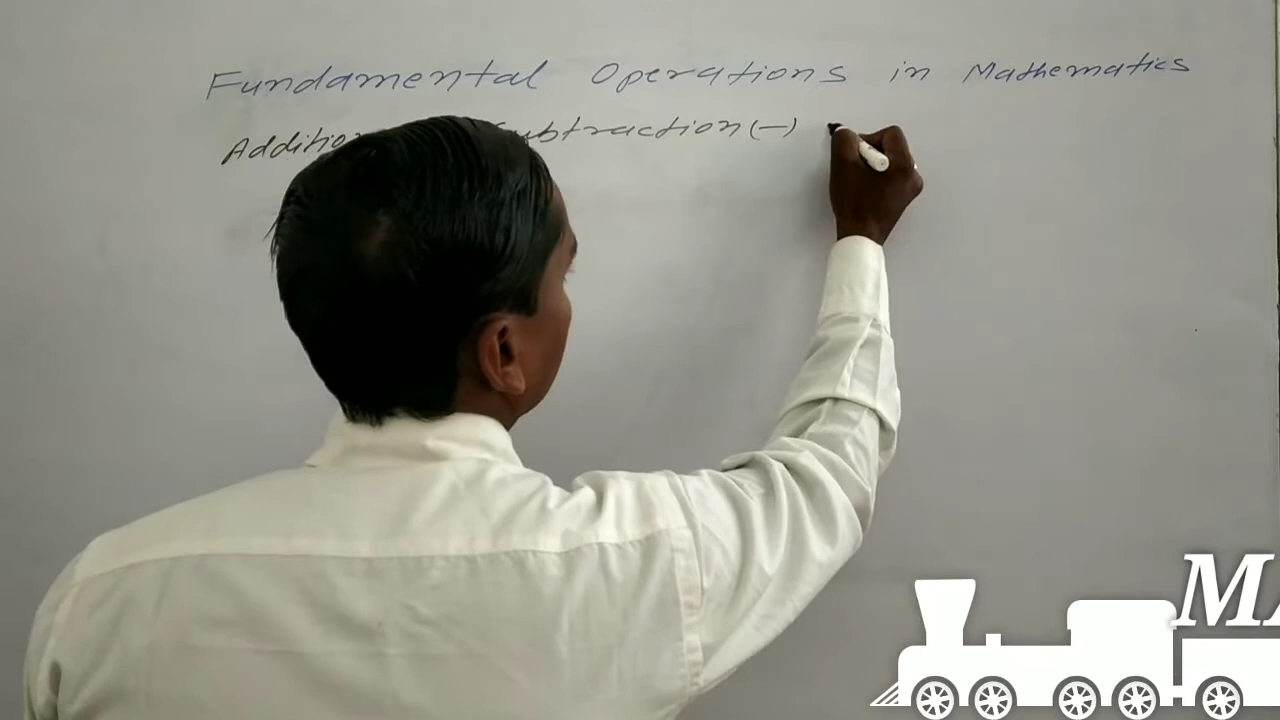 Fundamental Operations in Mathematics
Addition Subtraction (-)